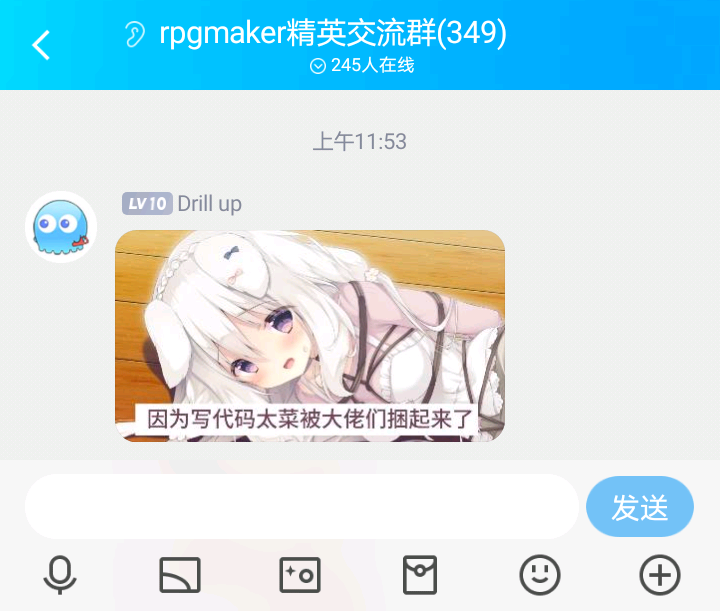 rpgmaker精英交流群(349)
245人在线
上午11:53
LV10 Drill up
因为写代码太菜被大佬们捆起来了
发送